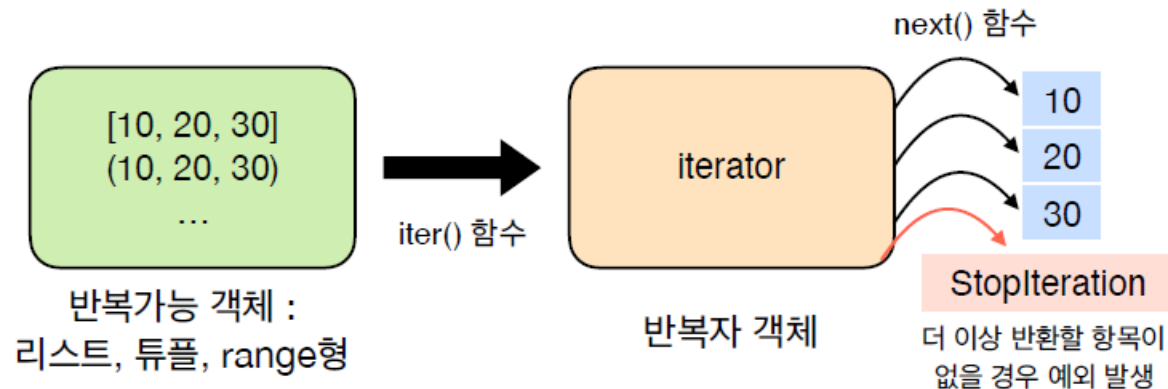 next() 함수
[10, 20, 30]
(10, 20, 30)
...
iter() 함수
iterator
10
20
30
StopIteration
반복가능 객체 :
리스트, 튜플, range형
반복자 객체
더 이상 반환할 항목이
없을 경우 예외 발생